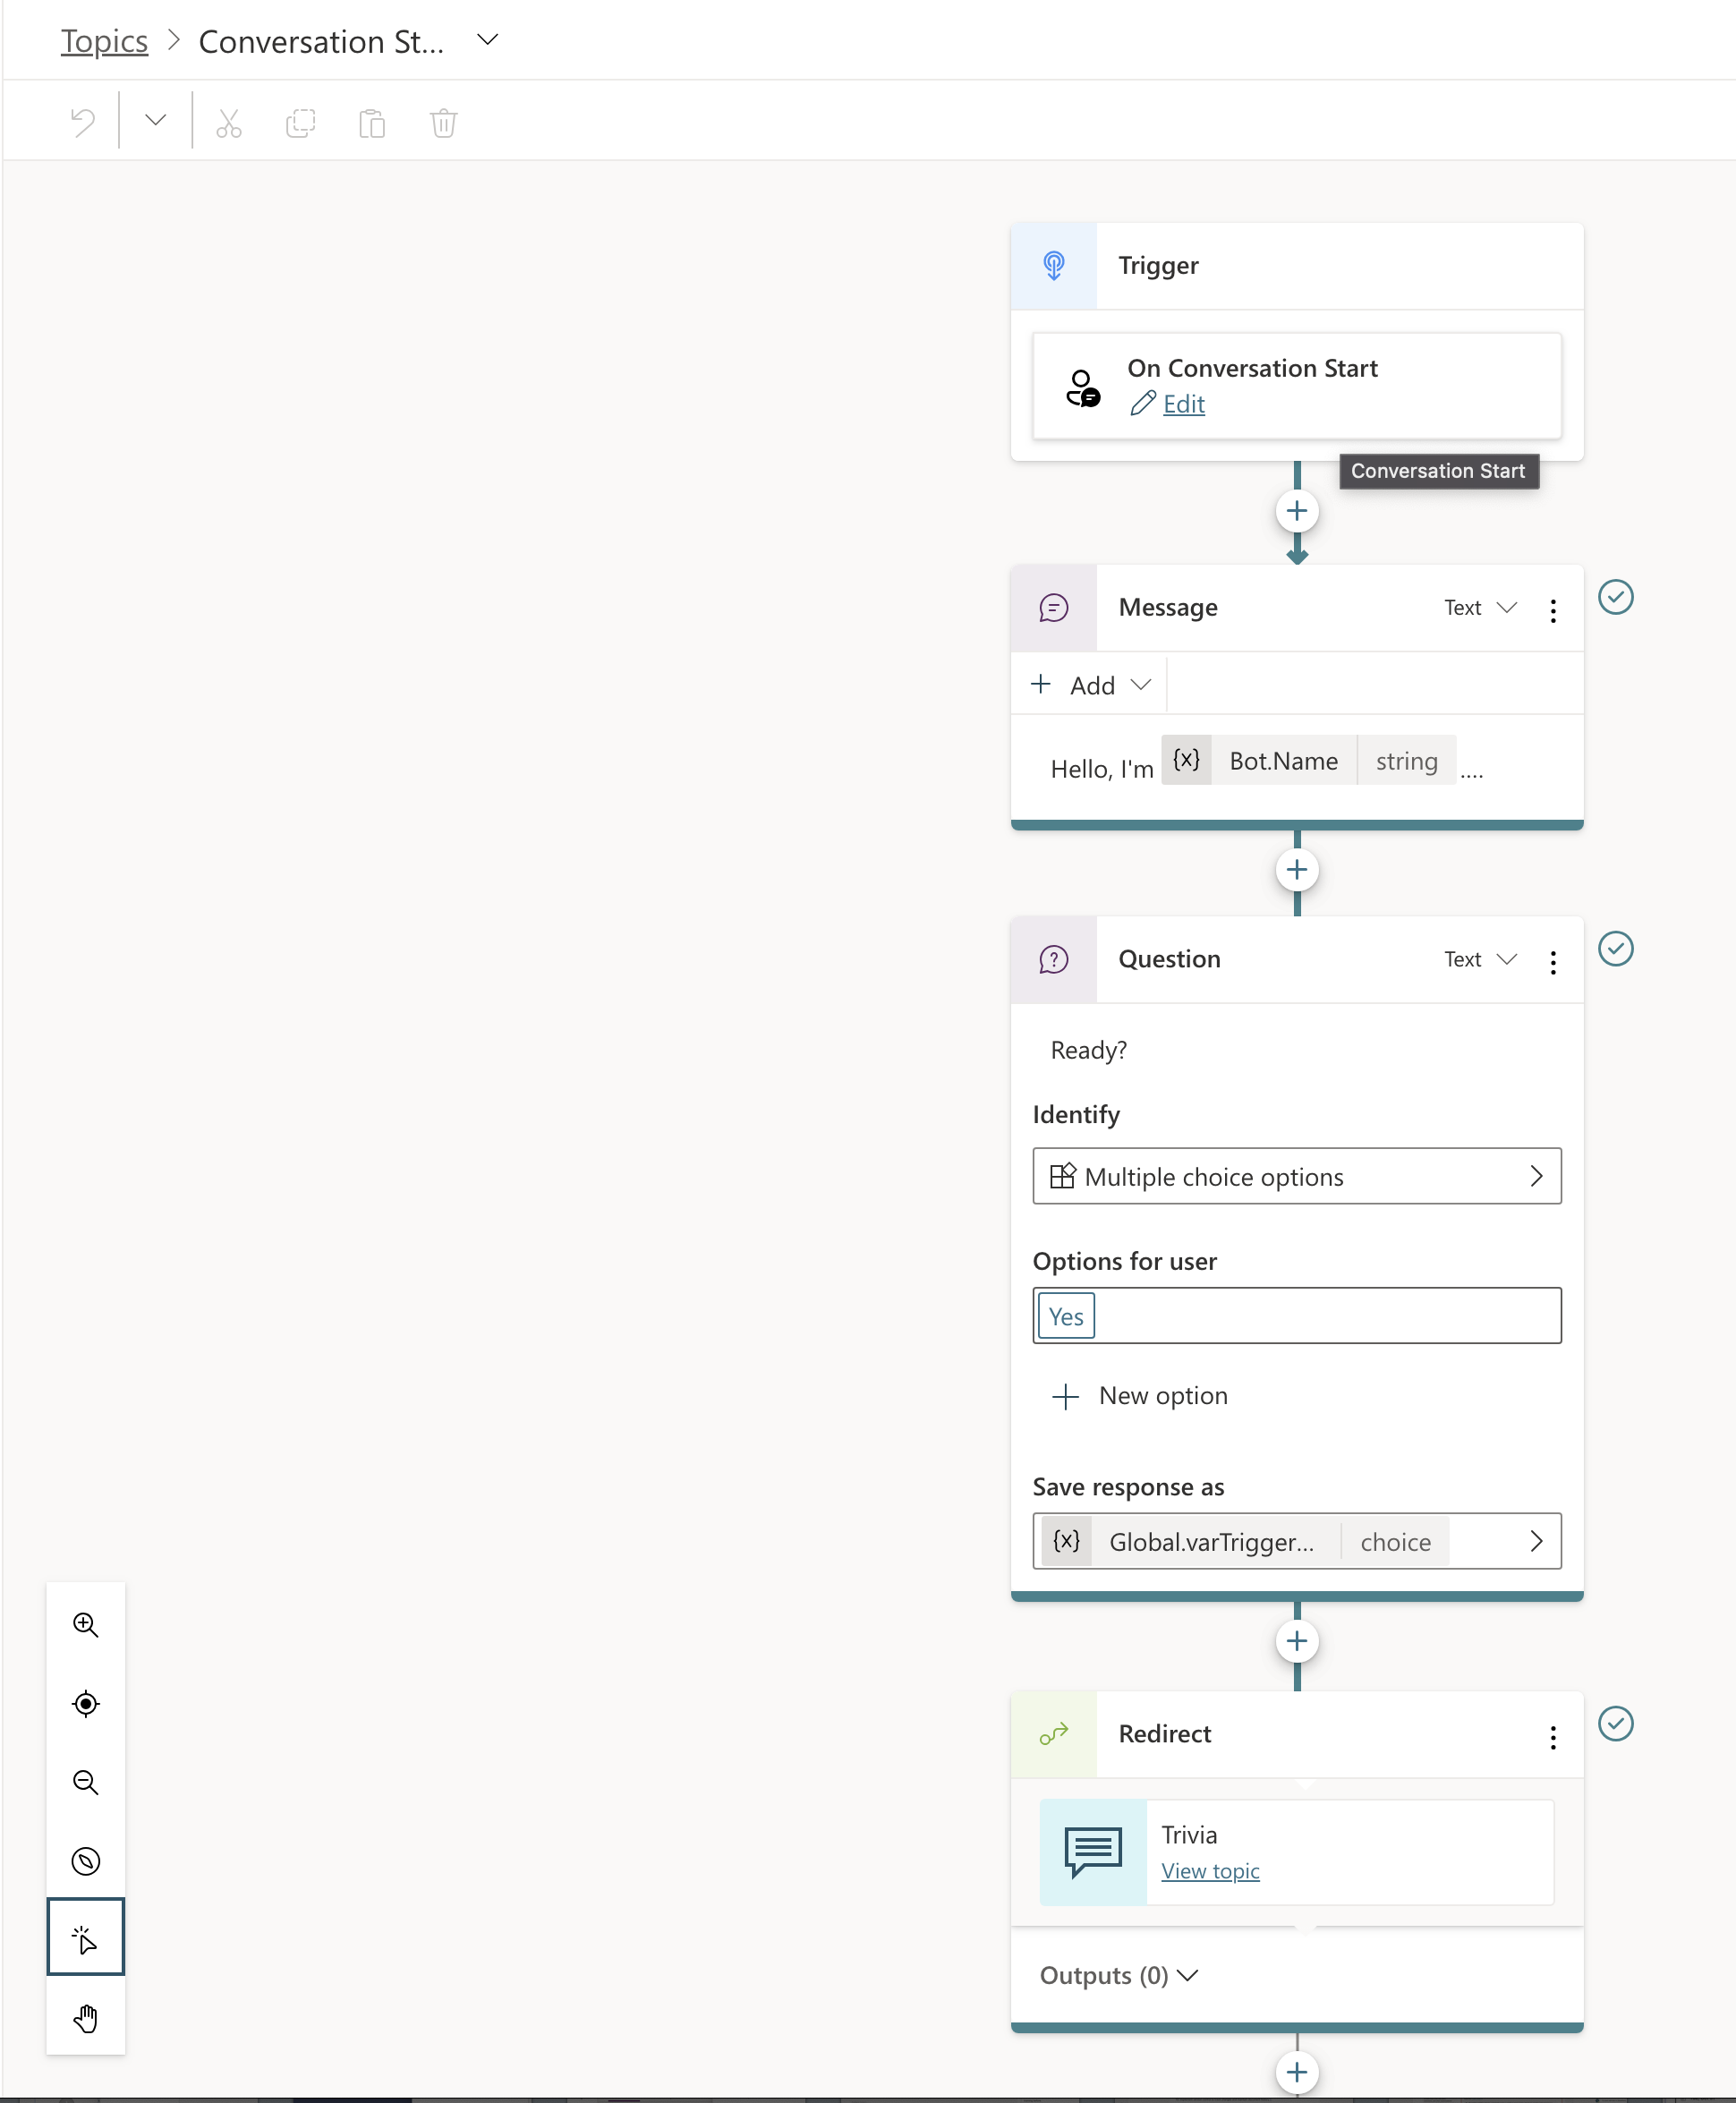 Topics > Conversation St...
Trigger
On Conversation Start
Edit
Conversation Start
Message Text
+ Add
Hello, I'm {x} Bot.Name string ....
Question Text
Ready?
Identify
Multiple choice options
Options for user
Yes
+ New option
Save response as
{x} Global.varTrigger... choice
Redirect
Trivia
View topic
Outputs (0)